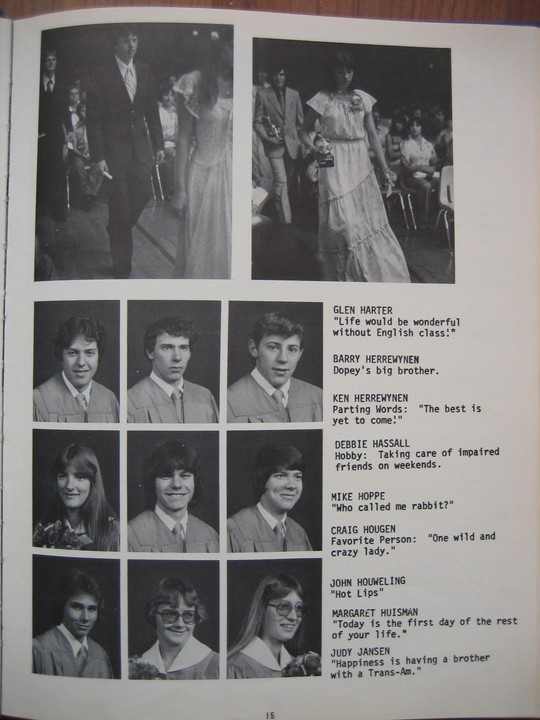 GLEN HARTER
"Life would be wonderful
without English class!"
BARRY HERREWYNEN
Dopey's big brother.
KEN HERREWYNEN
Parting Words: "The best is
yet to come!"
DEBBIE HASSALL
Hobby: Taking care of impaired
friends on weekends.
MIKE HOPPE
"Who called me rabbit?"
CRAIG HOUGEN
Favorite Person: "One wild and
crazy lady."
JOHN HOUWELING
"Hot Lips"
MARGARET HUISMAN
"Today is the first day of the rest
of your life."
JUDY JANSEN
"Happiness is having a brother
with a Trans-Am."
15